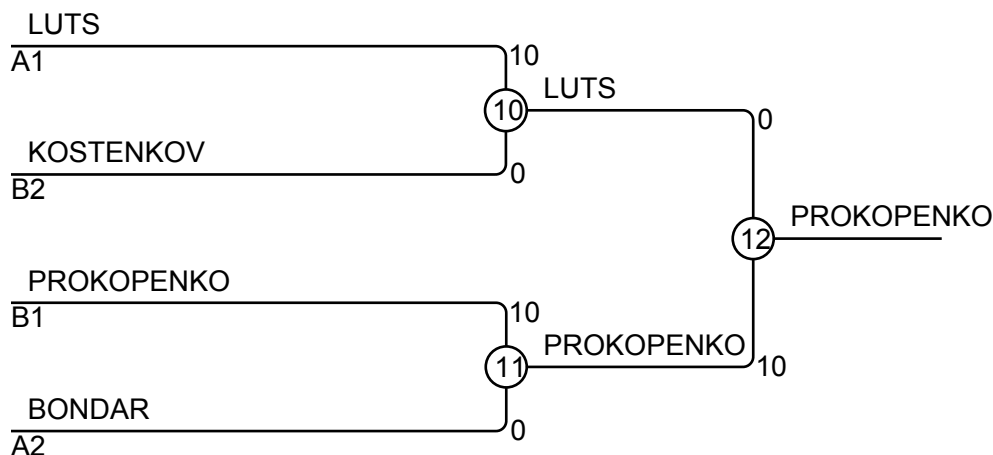 LUTS
A1
10
10
LUTS
0
KOSTENKOV
B2
0
12
PROKOPENKO
PROKOPENKO
B1
10
11
PROKOPENKO
10
BONDAR
A2
0